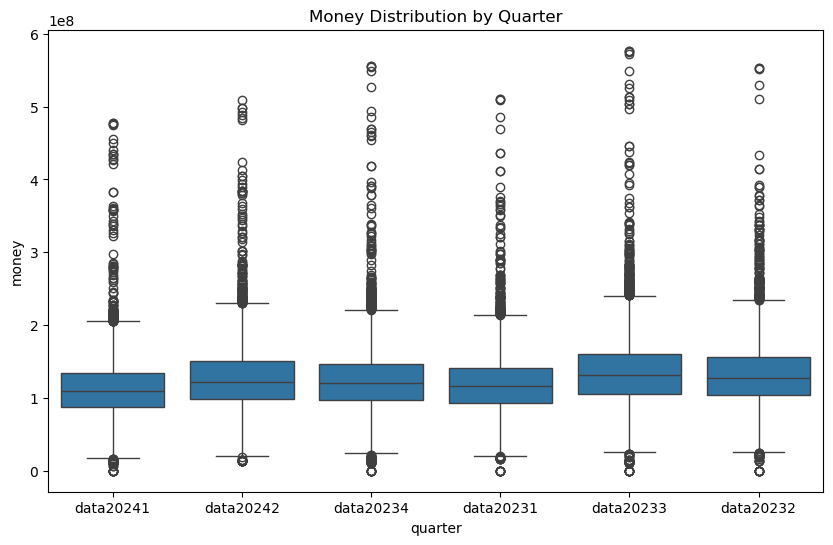 Money Distribution by Quarter
1e8
6
5
4
3
2
1
0
money
data20241 data20242 data20234 data20231 data20233 data20232
quarter